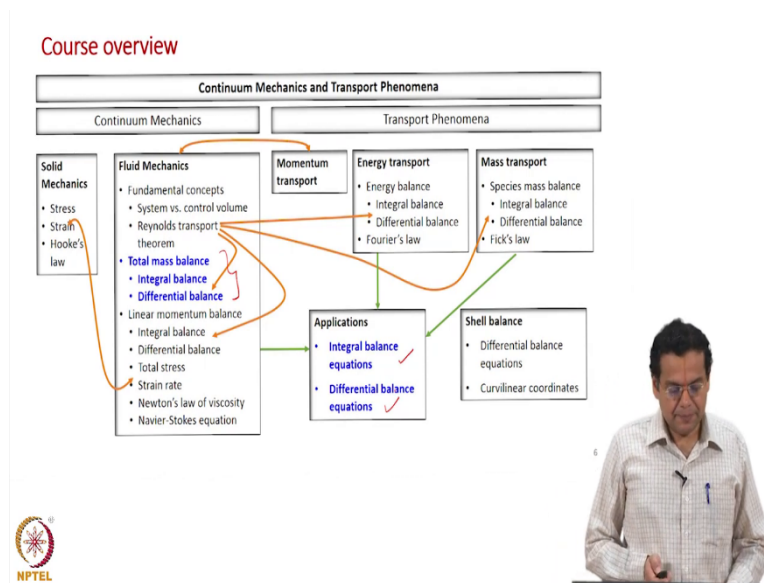 Course overview
Continuum Mechanics and Transport Phenomena
Continuum Mechanics
Transport Phenomena
Solid
Mechanics
• Stress
• Strain
• Hooke's
law
Fluid Mechanics
• Fundamental concepts
• System vs. control volume
• Reynolds transport
theorem
• Total mass balance
• Integral balance
• Differential balance
• Linear momentum balance
• Integral balance
• Differential balance
• Total stress
• Strain rate
• Newton's law of viscosity
• Navier-Stokes equation
Momentum
transport
Energy transport
• Energy balance
• Integral balance
• Differential balance
• Fourier's law
Mass transport
• Species mass balance
• Integral balance
• Differential balance
• Fick's law
Applications
• Integral balance
equations
• Differential balance
equations
Shell balance
• Differential balance
equations
• Curvilinear coordinates
6
NPTEL